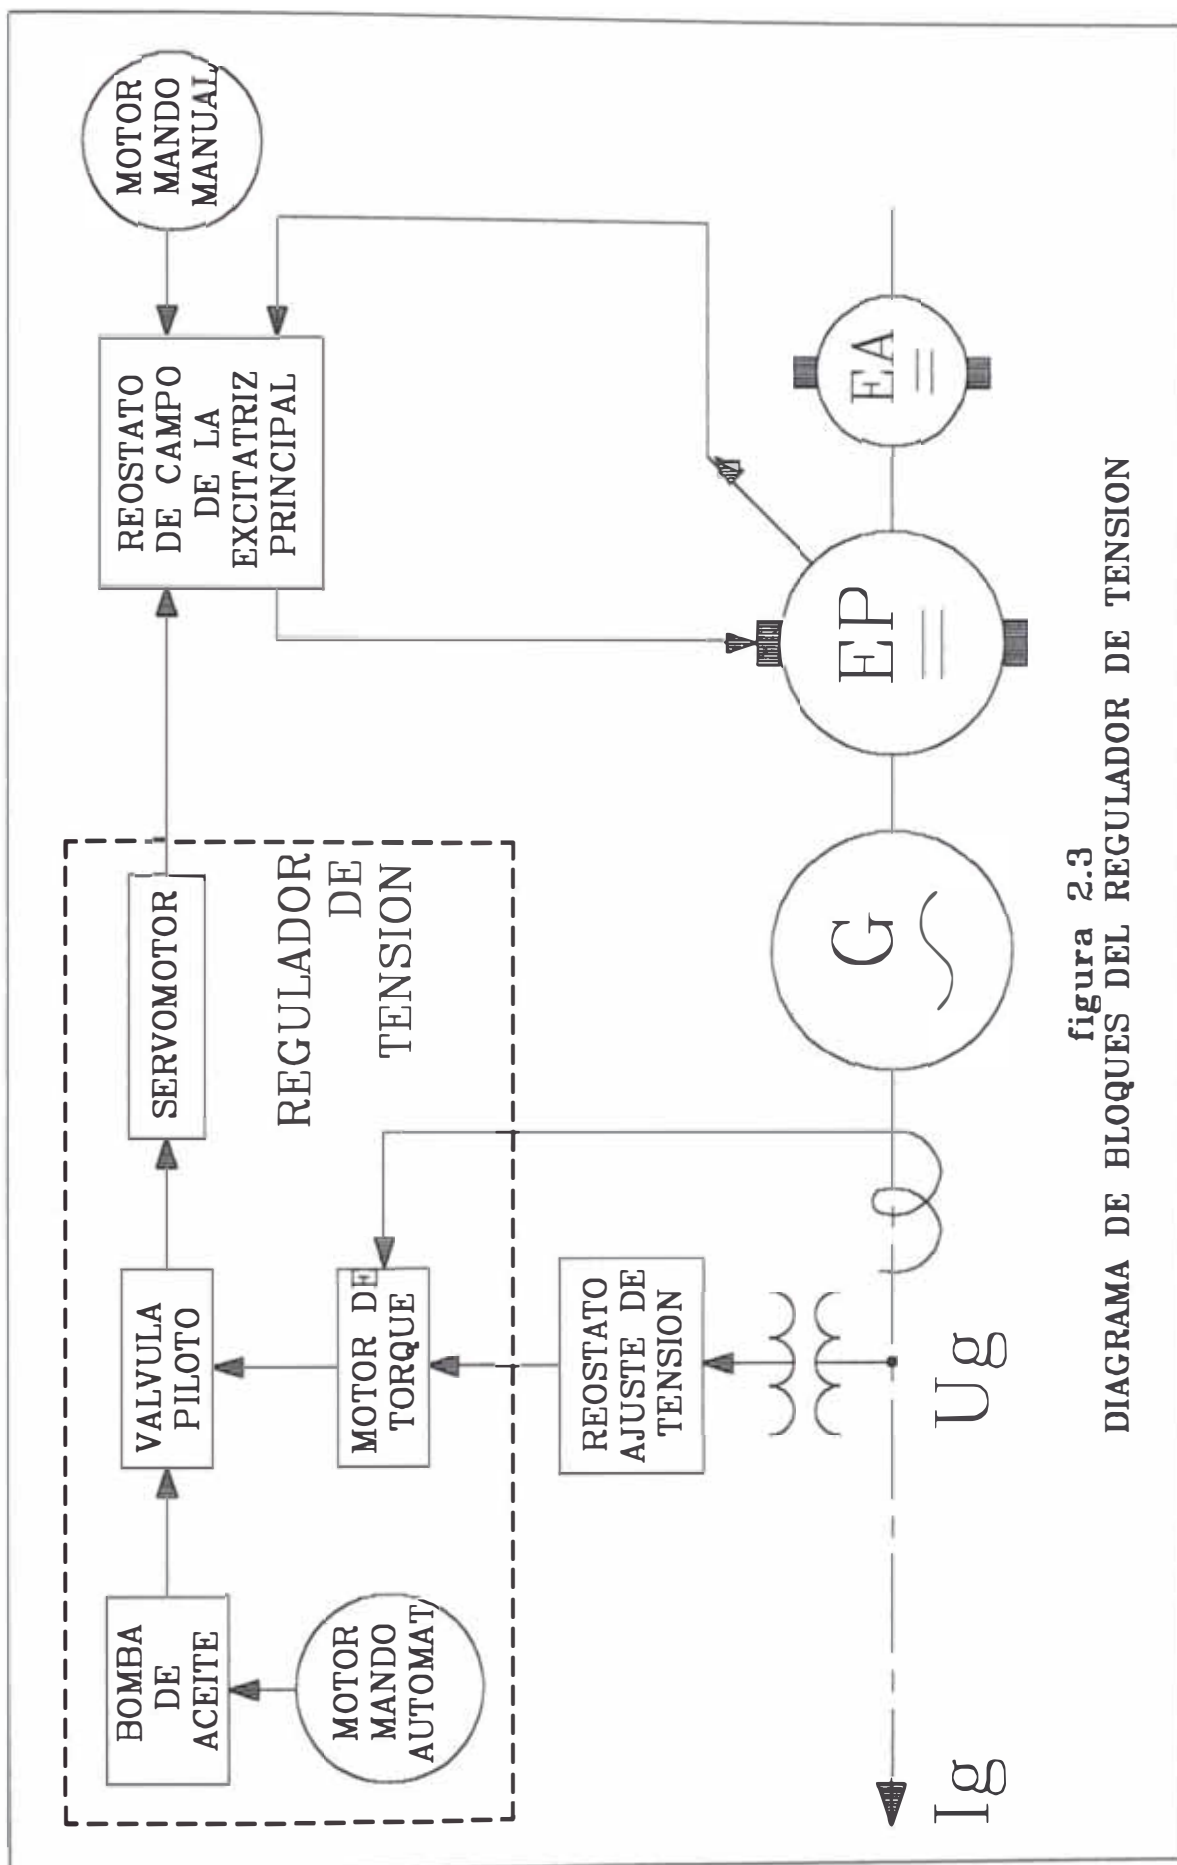 BOMBA
DE
ACEITE
VALVULA
PILOTO
SERVOMOTOR
REOSTATO
DE CAMPO
DE LA
EXCITATRIZ
PRINCIPAL
MOTOR
MANDO
MANUAL
MOTOR
MANDO
AUTOMAT
MOTOR DE
TORQUE
REGULADOR
DE
TENSION
REOSTATO
AJUSTE DE
TENSION
G
EP
EA
Ig
Ug
figura 2.3
DIAGRAMA DE BLOQUES DEL REGULADOR DE TENSION